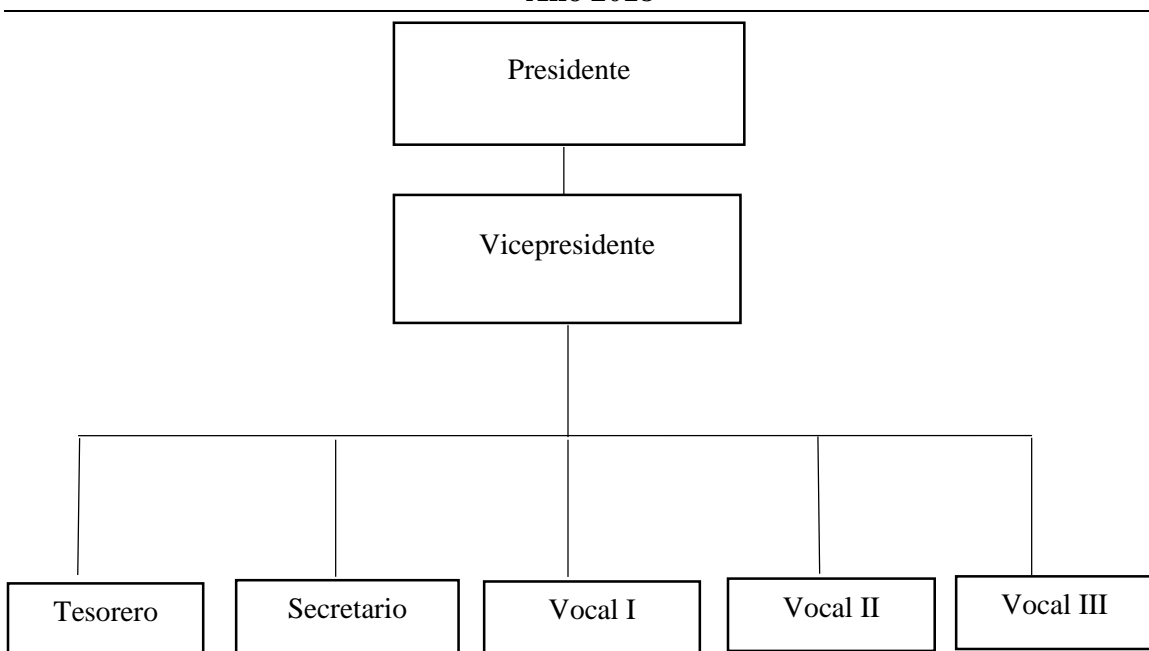 Presidente
Vicepresidente
Tesorero
Secretario
Vocal I
Vocal II
Vocal III